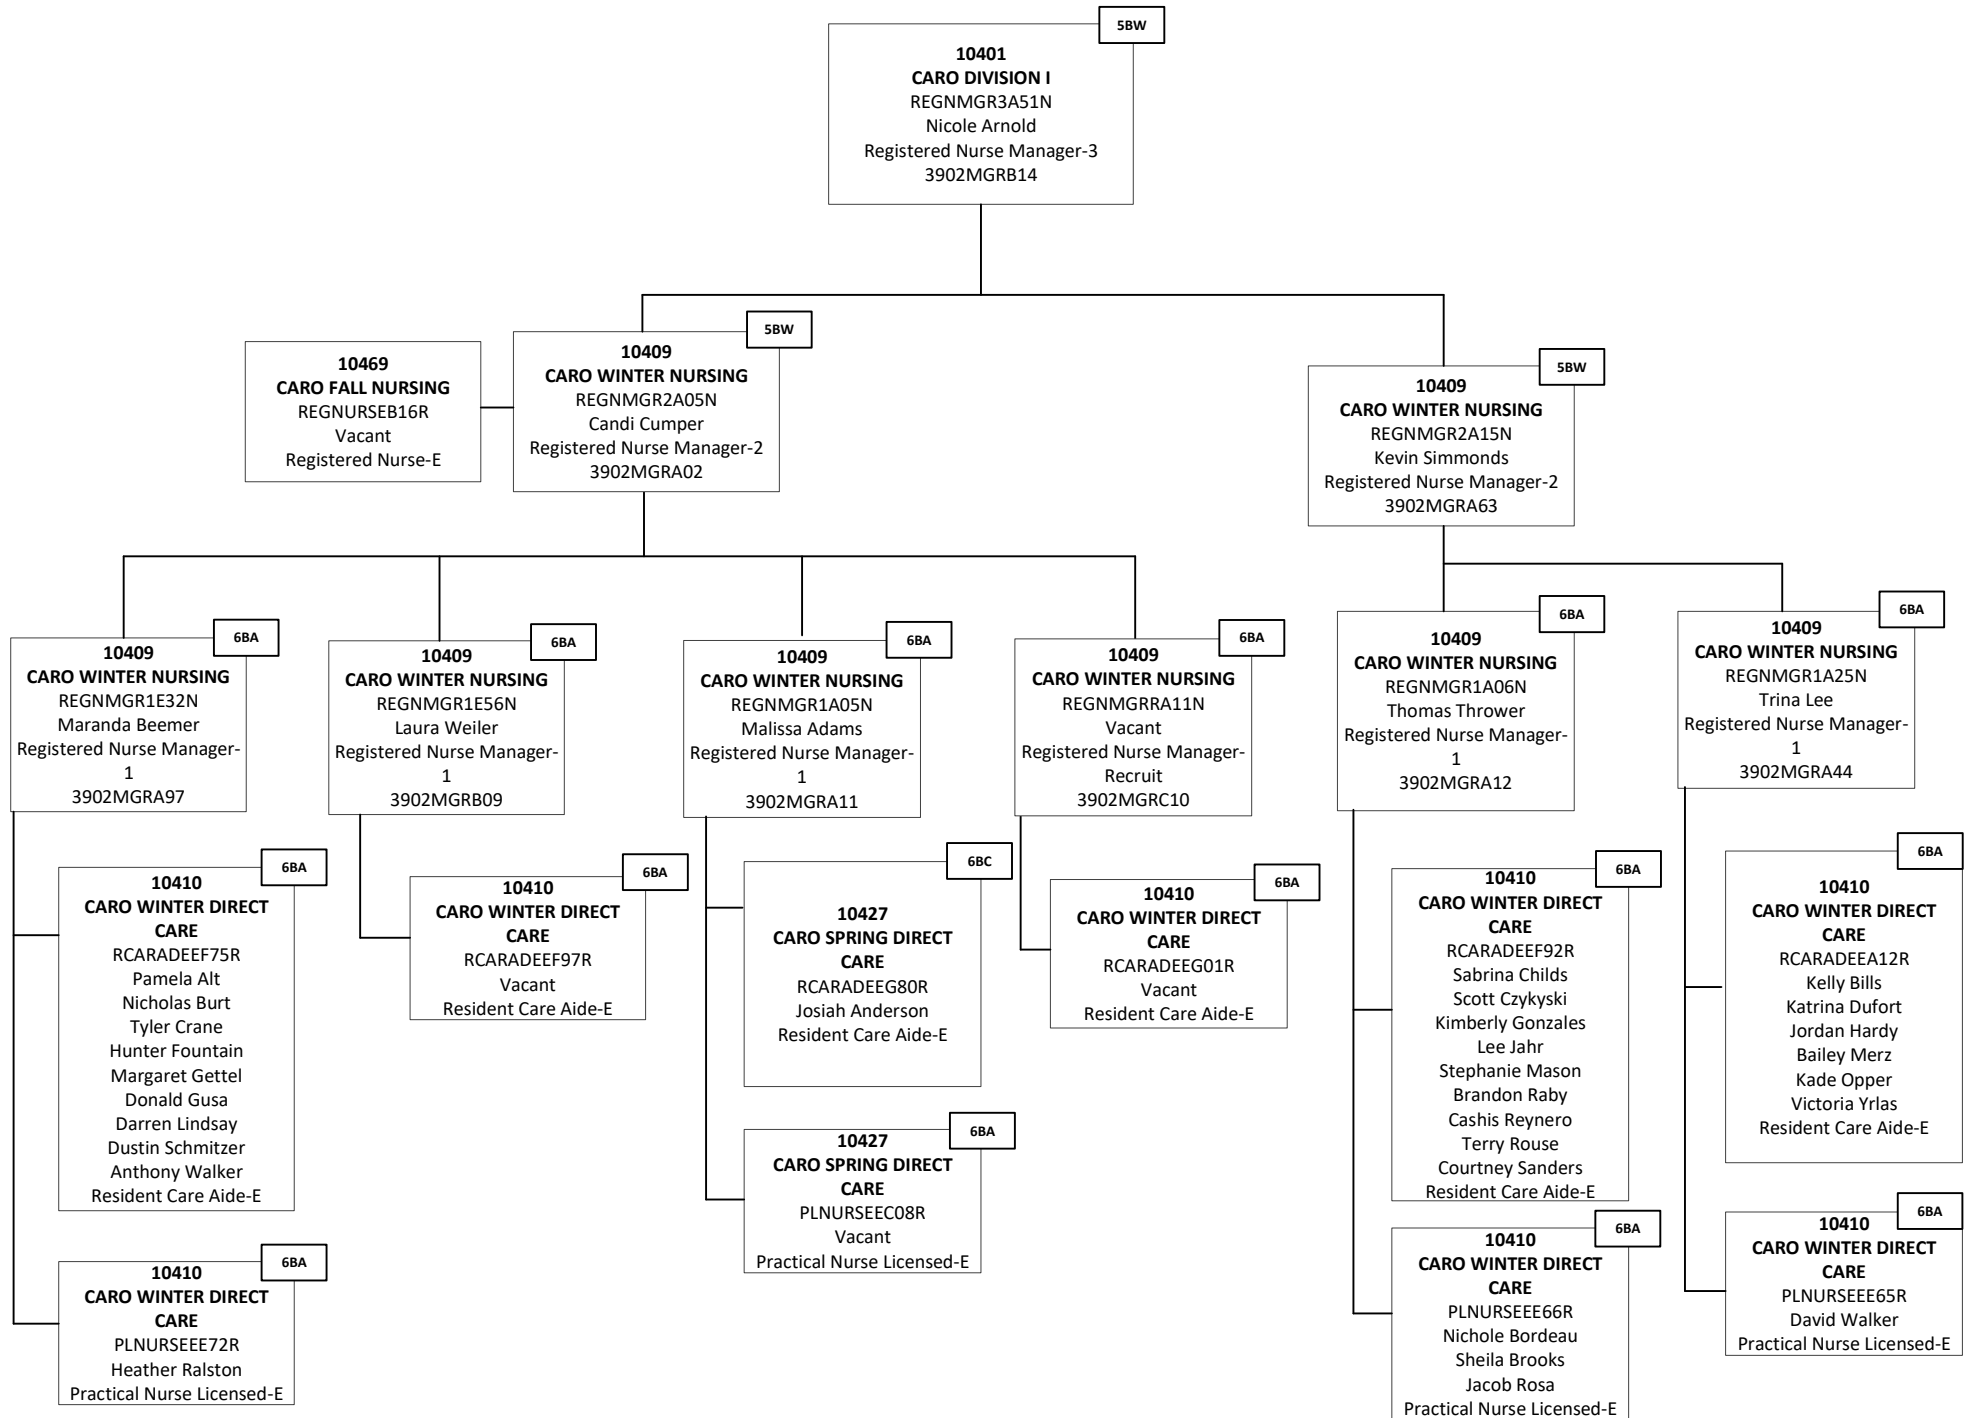 5BW
10401
CARO DIVISION I
REGNMGR3A51N
Nicole Arnold
Registered Nurse Manager-3
3902MGRB14
10469
CARO FALL NURSING
REGNURSEB16R
Vacant
Registered Nurse-E
5BW
10409
CARO WINTER NURSING
REGNMGR2A05N
Candi Cumper
Registered Nurse Manager-2
3902MGRA02
5BW
10409
CARO WINTER NURSING
REGNMGR2A15N
Kevin Simmonds
Registered Nurse Manager-2
3902MGRA63
6BA
10409
CARO WINTER NURSING
REGNMGR1E32N
Maranda Beemer
Registered Nurse Manager-
1
3902MGRA97
6BA
10409
CARO WINTER NURSING
REGNMGR1E56N
Laura Weiler
Registered Nurse Manager-
1
3902MGRB09
6BA
10409
CARO WINTER NURSING
REGNMGR1A05N
Malissa Adams
Registered Nurse Manager-
1
3902MGRA11
6BA
10409
CARO WINTER NURSING
REGNMGRRA11N
Vacant
Registered Nurse Manager-
Recruit
3902MGRC10
6BA
10409
CARO WINTER NURSING
REGNMGR1A06N
Thomas Thrower
Registered Nurse Manager-
1
3902MGRA12
6BA
10409
CARO WINTER NURSING
REGNMGR1A25N
Trina Lee
Registered Nurse Manager-
1
3902MGRA44
6BA
10410
CARO WINTER DIRECT
CARE
RCARADEEF75R
Pamela Alt
Nicholas Burt
Tyler Crane
Hunter Fountain
Margaret Gettel
Donald Gusa
Darren Lindsay
Dustin Schmitzer
Anthony Walker
Resident Care Aide-E
6BA
10410
CARO WINTER DIRECT
CARE
RCARADEEF97R
Vacant
Resident Care Aide-E
6BC
10427
CARO SPRING DIRECT
CARE
RCARADEEG80R
Josiah Anderson
Resident Care Aide-E
6BA
10410
CARO WINTER DIRECT
CARE
RCARADEEG01R
Vacant
Resident Care Aide-E
6BA
10410
CARO WINTER DIRECT
CARE
RCARADEEF92R
Sabrina Childs
Scott Czykyski
Kimberly Gonzales
Lee Jahr
Stephanie Mason
Brandon Raby
Cashis Reynero
Terry Rouse
Courtney Sanders
Resident Care Aide-E
6BA
10410
CARO WINTER DIRECT
CARE
RCARADEEA12R
Kelly Bills
Katrina Dufort
Jordan Hardy
Bailey Merz
Kade Opper
Victoria Yrlas
Resident Care Aide-E
6BA
10410
CARO WINTER DIRECT
CARE
PLNURSEEE72R
Heather Ralston
Practical Nurse Licensed-E
6BA
10427
CARO SPRING DIRECT
CARE
PLNURSEEC08R
Vacant
Practical Nurse Licensed-E
6BA
10410
CARO WINTER DIRECT
CARE
PLNURSEEE66R
Nichole Bordeau
Sheila Brooks
Jacob Rosa
Practical Nurse Licensed-E
6BA
10410
CARO WINTER DIRECT
CARE
PLNURSEEE65R
David Walker
Practical Nurse Licensed-E